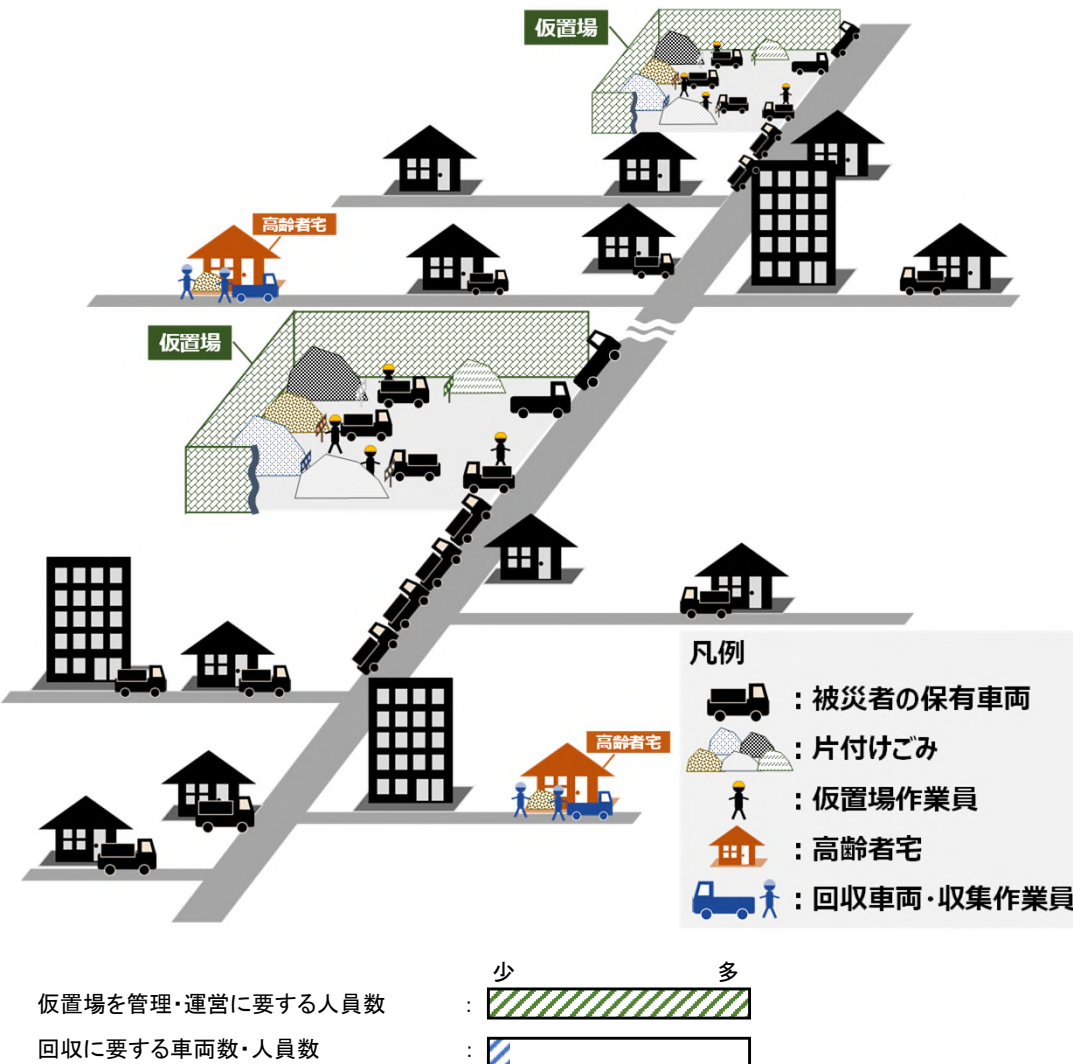 仮置場
高齢者宅
仮置場
高齢者宅
凡例
：被災者の保有車両
：片付けごみ
：仮置場作業員
：高齢者宅
：回収車両・収集作業員
少 多
仮置場を管理・運営に要する人員数 :
回収に要する車両数・人員数 :